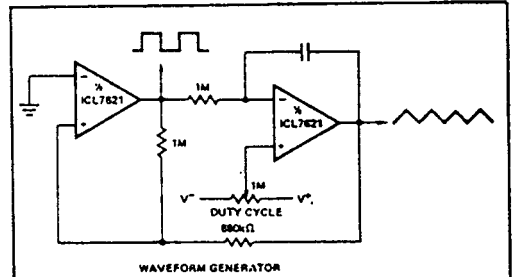 ½
ICL7621
1M
½
ICL7621
1M
1M
V⁻ V⁺
DUTY CYCLE
680kΩ
WAVEFORM GENERATOR